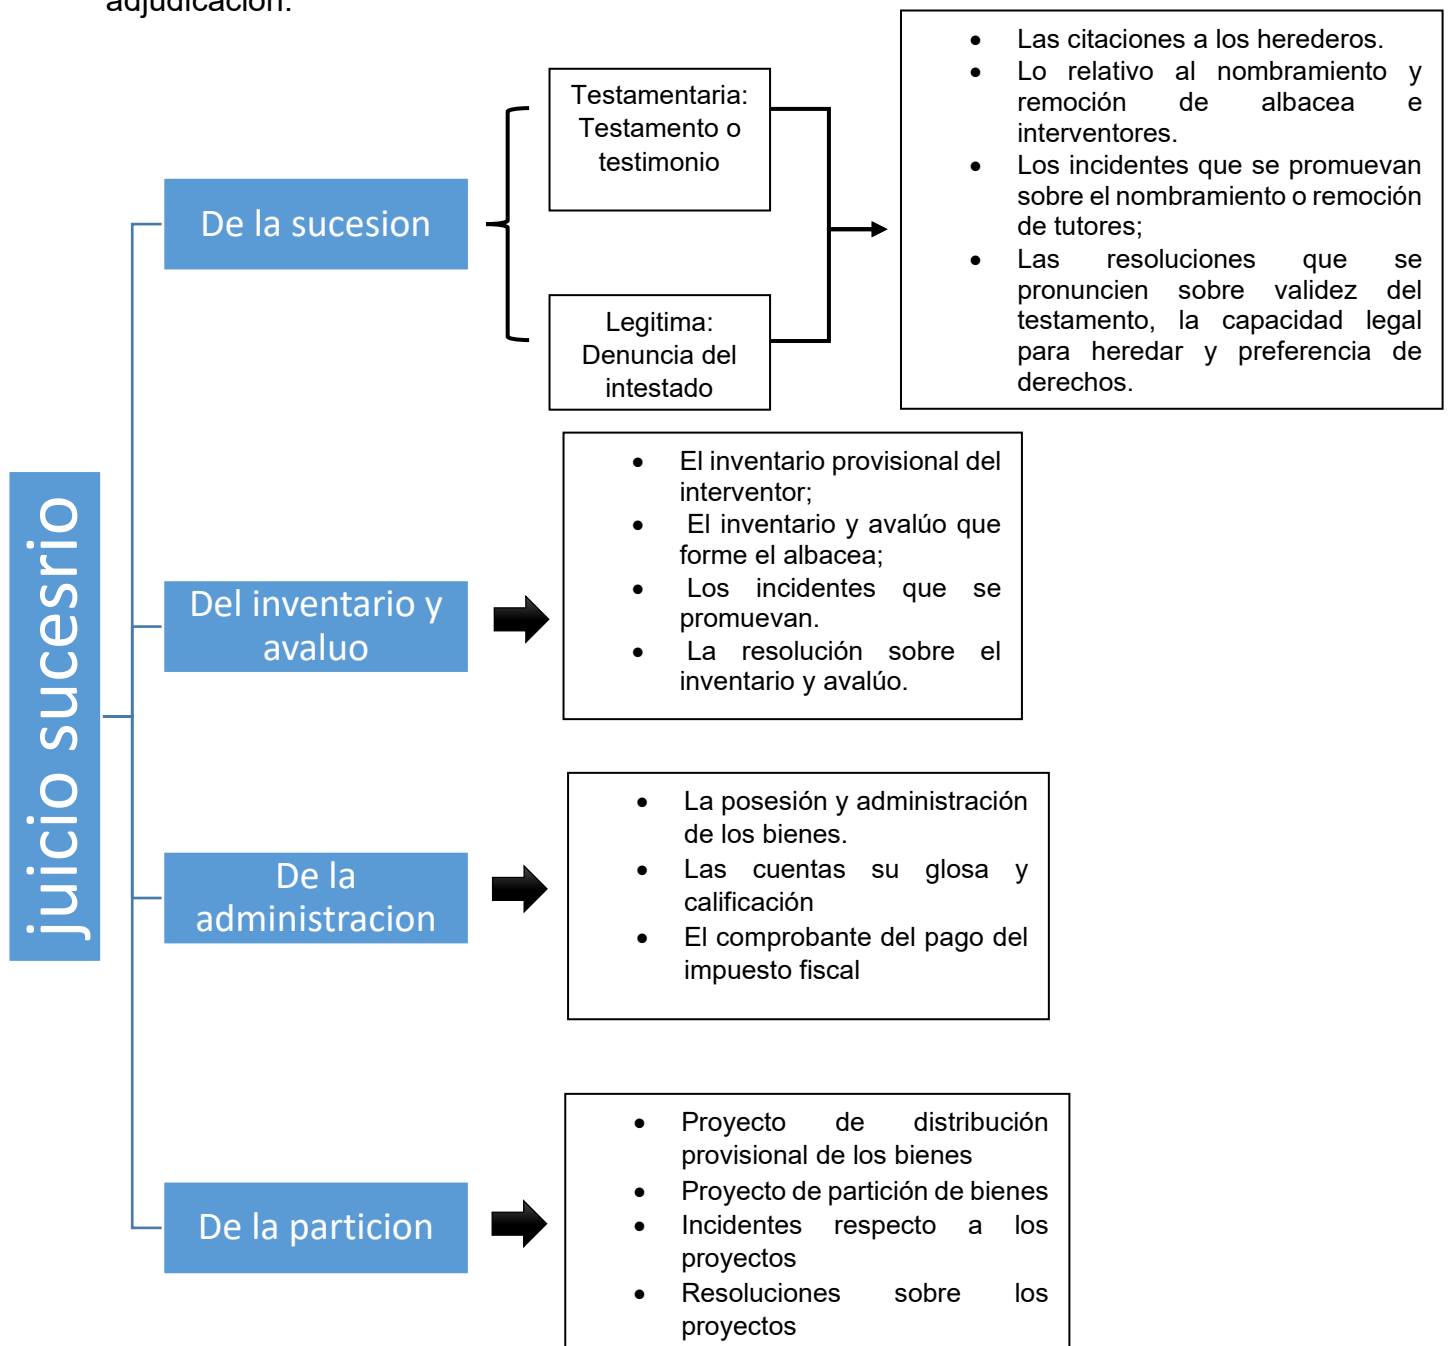 adjudicación.
juicio sucesrio
De la sucesion
Testamentaria:
Testamento o
testimonio
Legitima:
Denuncia del
intestado
• Las citaciones a los herederos.
• Lo relativo al nombramiento y
remoción de albacea e
interventores.
• Los incidentes que se promuevan
sobre el nombramiento o remoción
de tutores;
• Las resoluciones que se
pronuncien sobre validez del
testamento, la capacidad legal
para heredar y preferencia de
derechos.
Del inventario y
avaluo
• El inventario provisional del
interventor;
• El inventario y avalúo que
forme el albacea;
• Los incidentes que se
promuevan.
• La resolución sobre el
inventario y avalúo.
De la
administracion
• La posesión y administración
de los bienes.
• Las cuentas su glosa y
calificación
• El comprobante del pago del
impuesto fiscal
De la particion
• Proyecto de distribución
provisional de los bienes
• Proyecto de partición de bienes
• Incidentes respecto a los
proyectos
• Resoluciones sobre los
proyectos